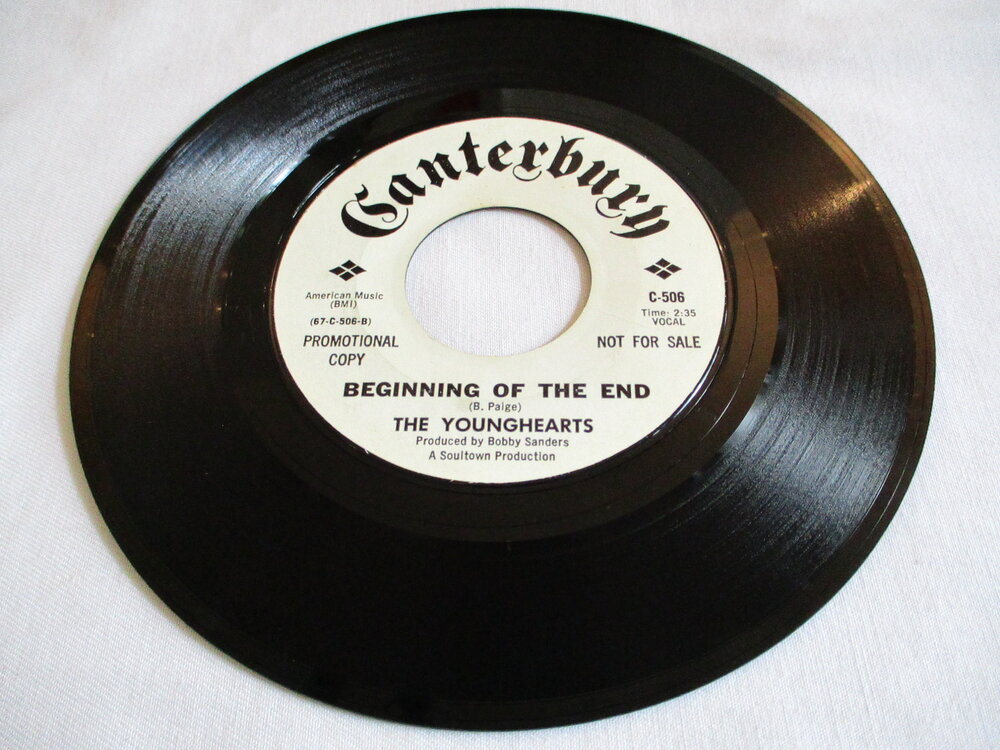 Canterbury
American Music
(BMI)
(67-C-506-B)
PROMOTIONAL
COPY
C-506
Time: 2:35
VOCAL
NOT FOR SALE
BEGINNING OF THE END
(B. Paige)
THE YOUNGHEARTS
Produced by Bobby Sanders
A Soultown Production